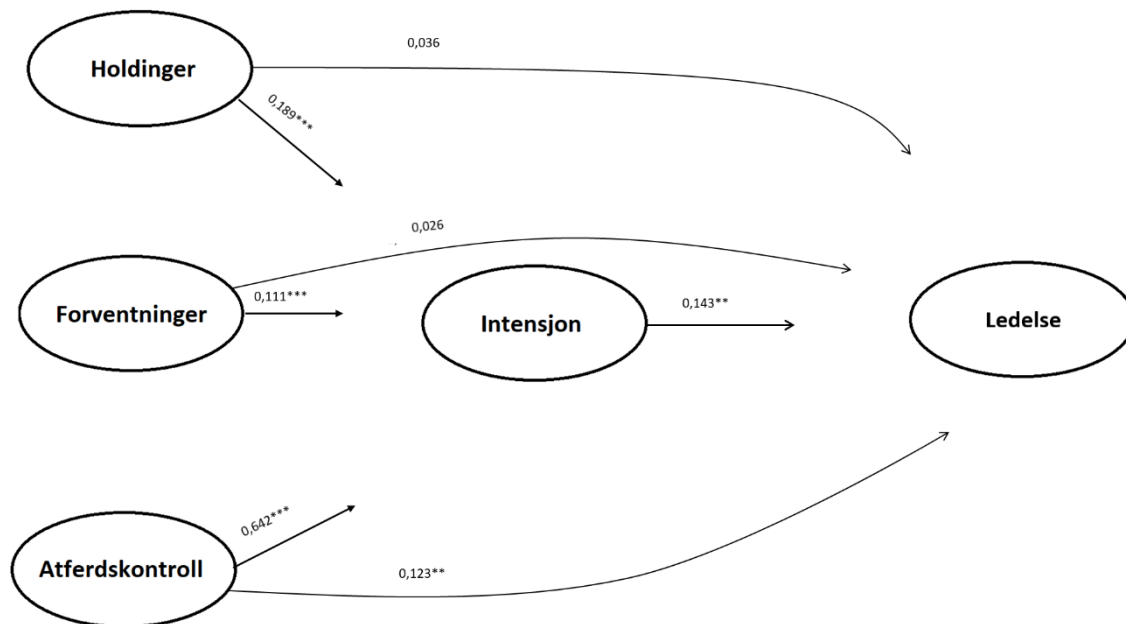 0,036
Holdinger
0,189***
0,026
Forventninger
0,111***
Intensjon
0,143**
Ledelse
0,642***
Atferdskontroll
0,123**